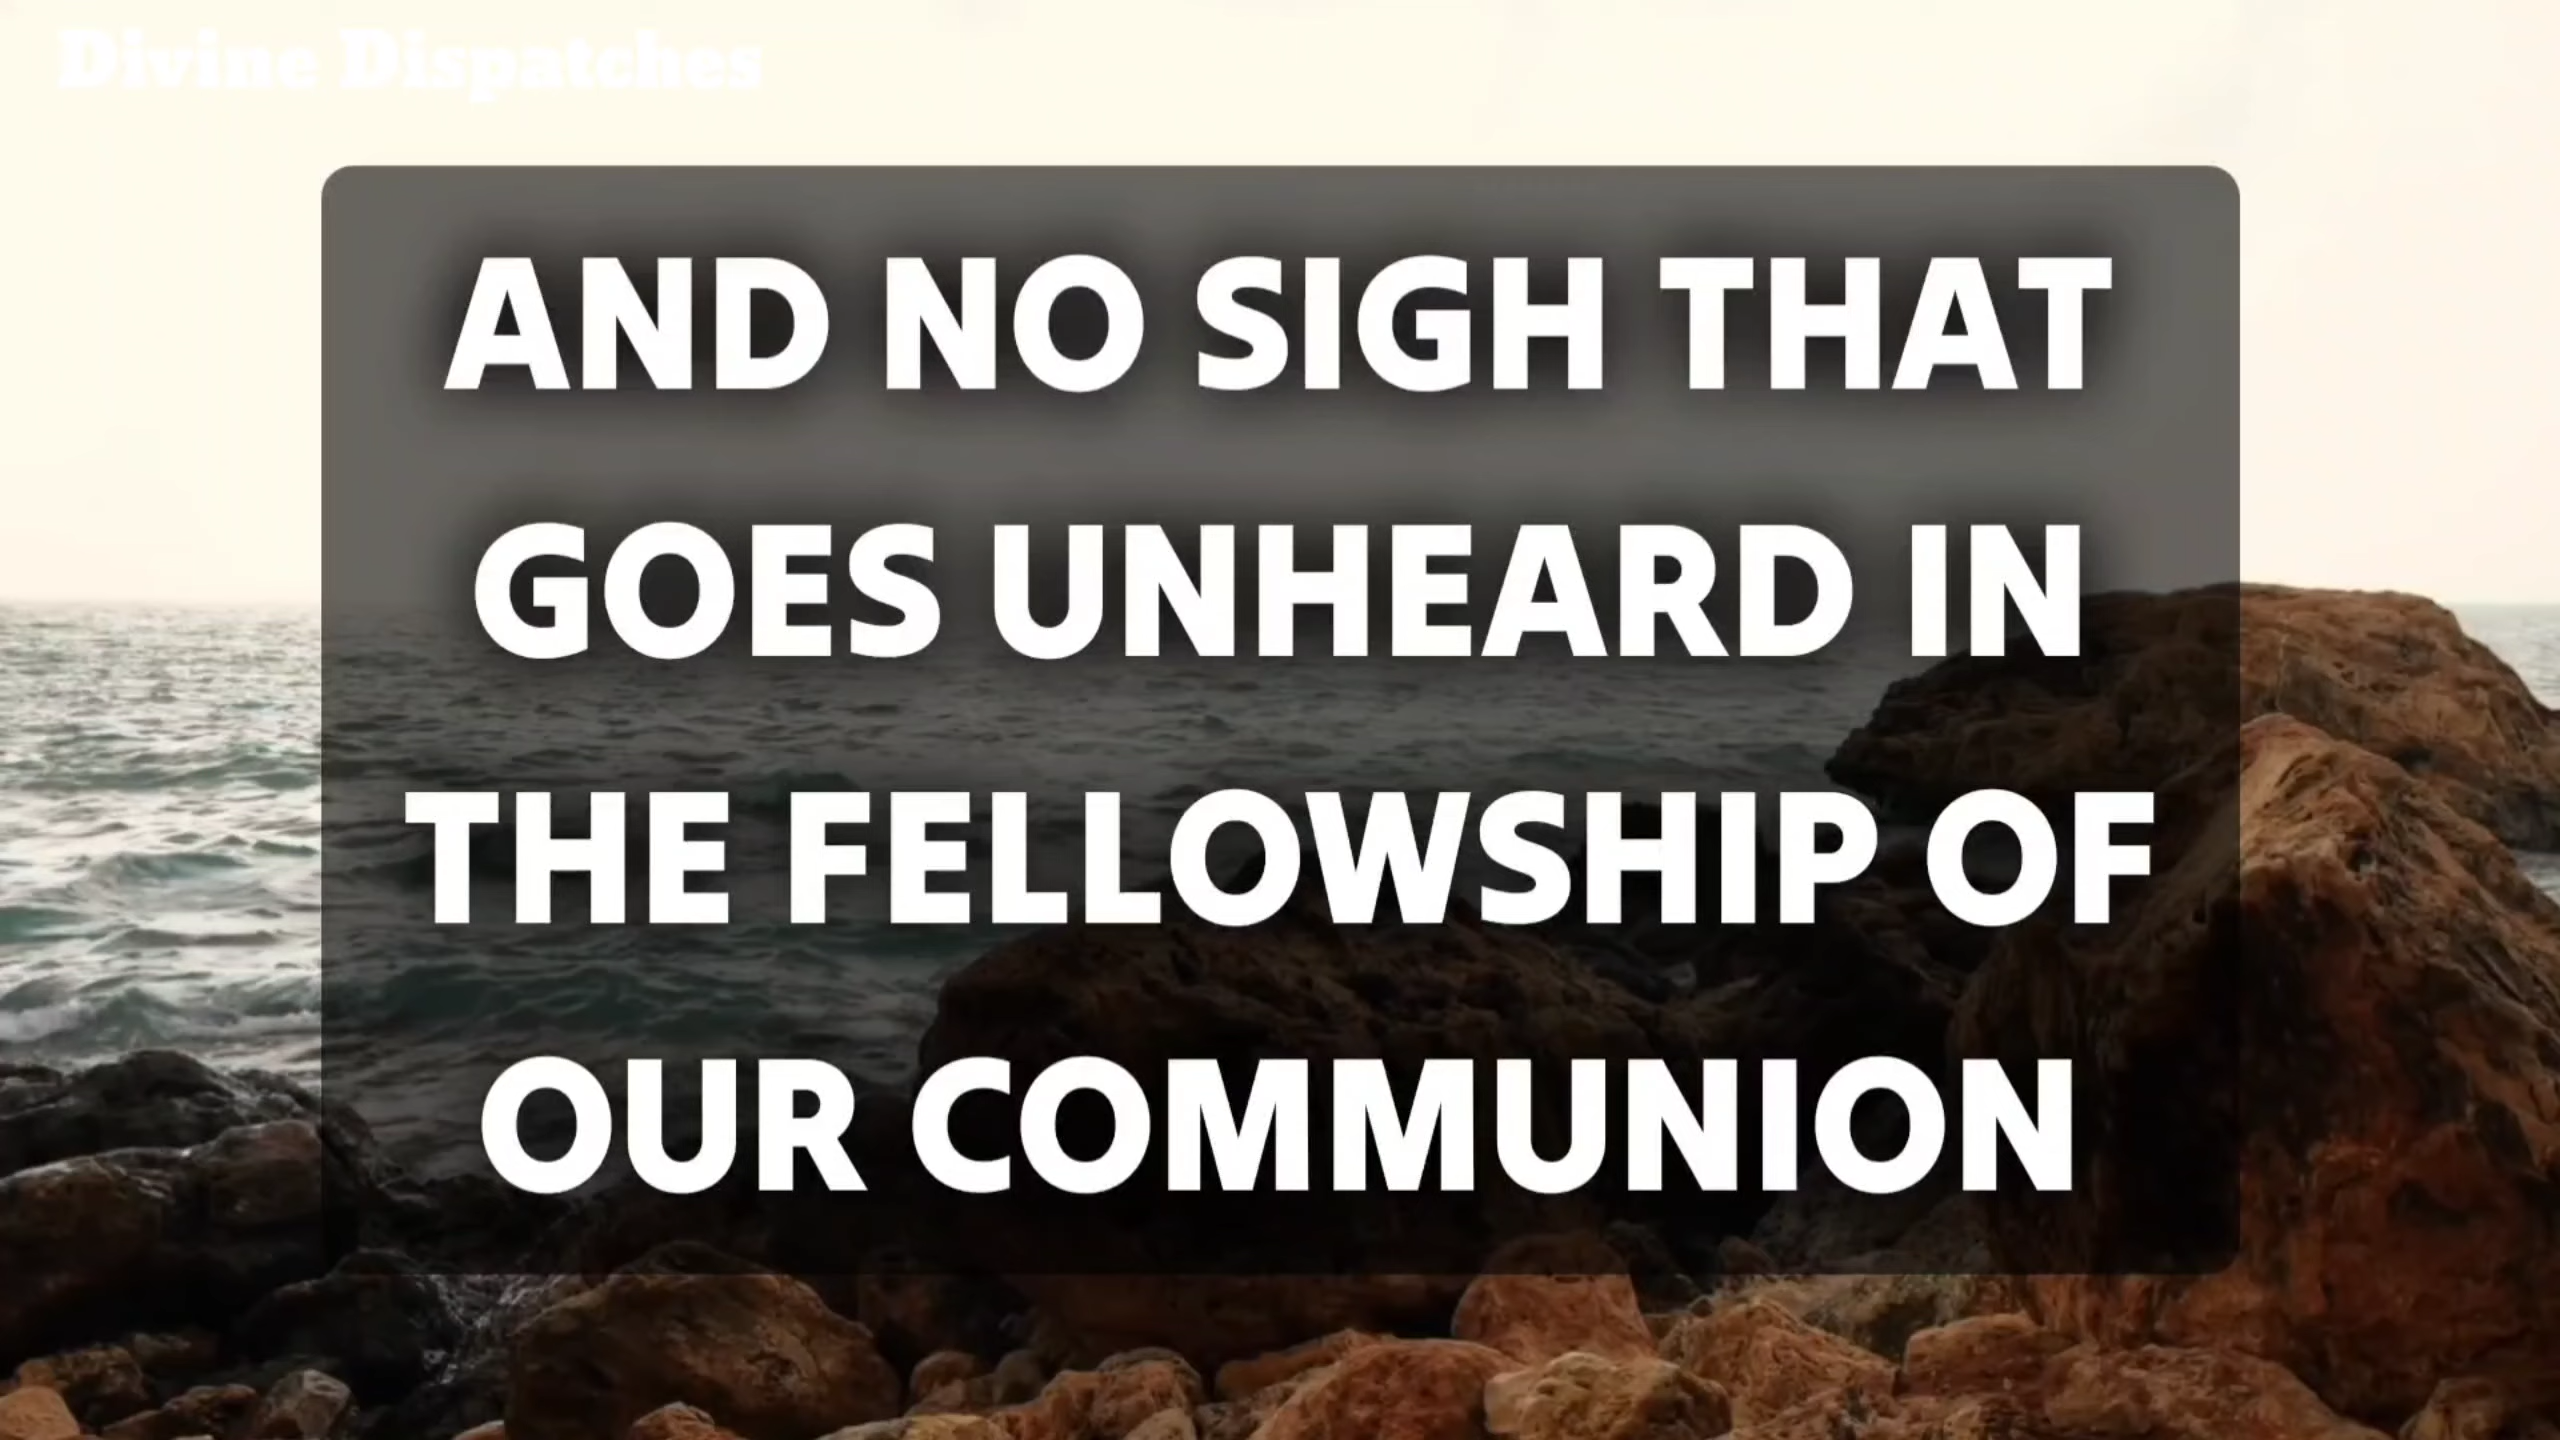 Divine Dispatches
AND NO SIGH THAT
GOES UNHEARD IN
THE FELLOWSHIP OF
OUR COMMUNION